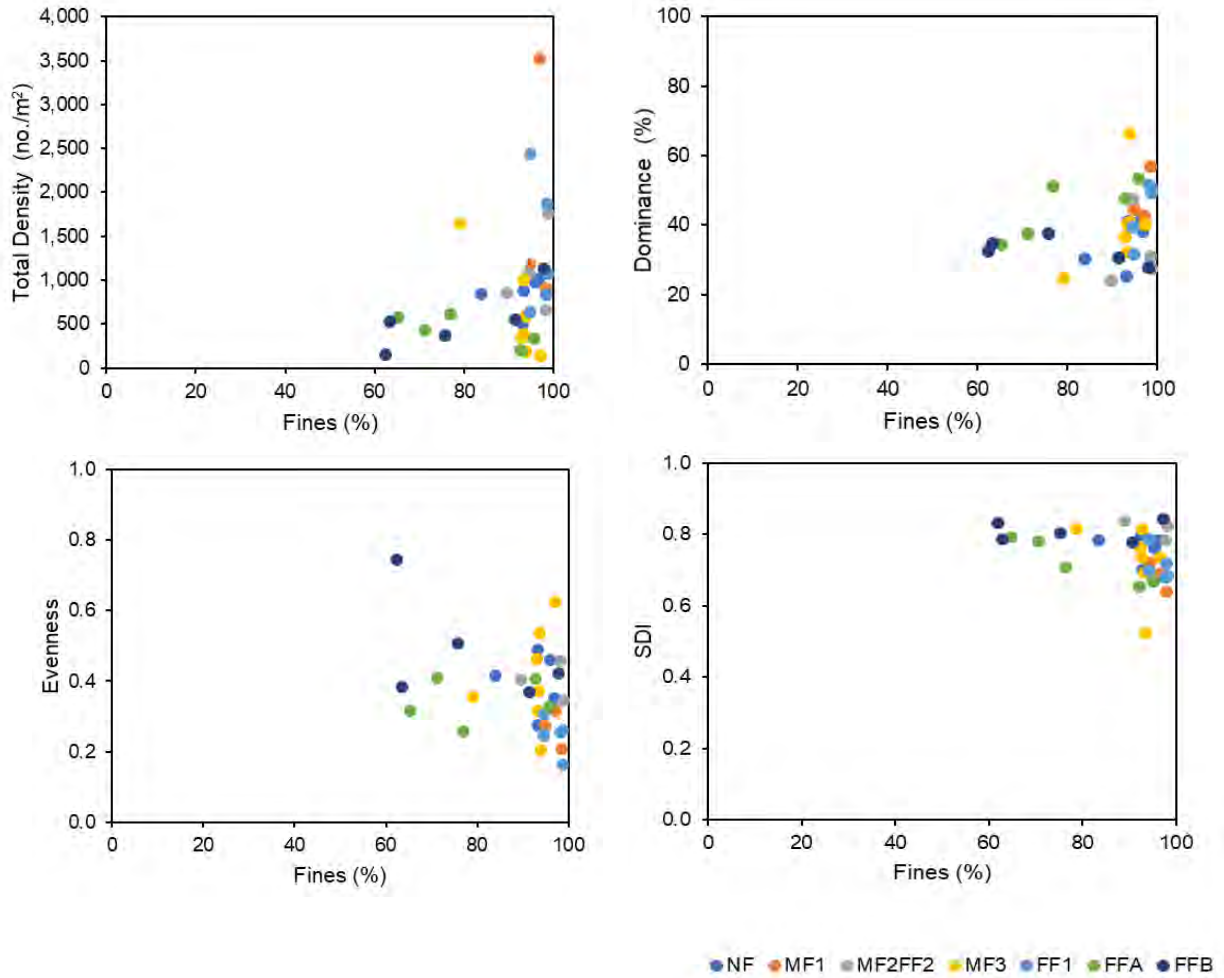 4,000
3,500
3,000
2,500
2,000
1,500
1,000
500
0
Total Density (no./m²)
0 20 40 60 80 100
Fines (%)
100
80
60
40
20
0
Dominance (%)
0 20 40 60 80 100
Fines (%)
1.0
0.8
0.6
0.4
0.2
0.0
Evenness
0 20 40 60 80 100
Fines (%)
1.0
0.8
0.6
0.4
0.2
0.0
SDI
0 20 40 60 80 100
Fines (%)
NF MF1 MF2FF2 MF3 FF1 FFA FFB